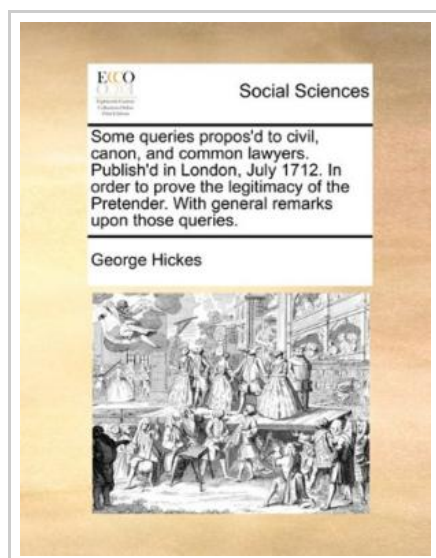 ECCO
Social Sciences
Some queries propos'd to civil,
canon, and common lawyers.
Publish'd in London, July 1712. In
order to prove the legitimacy of the
Pretender. With general remarks
upon those queries.
George Hickes